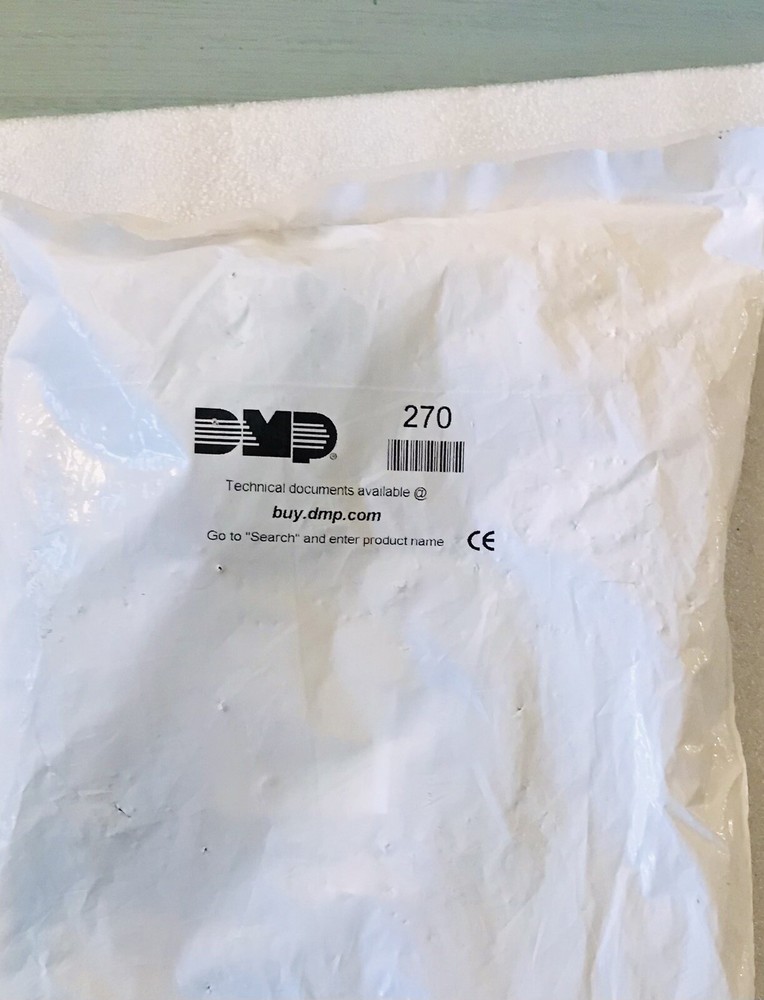 DMP® 270
Technical documents available @
buy.dmp.com
Go to "Search" and enter product name CE